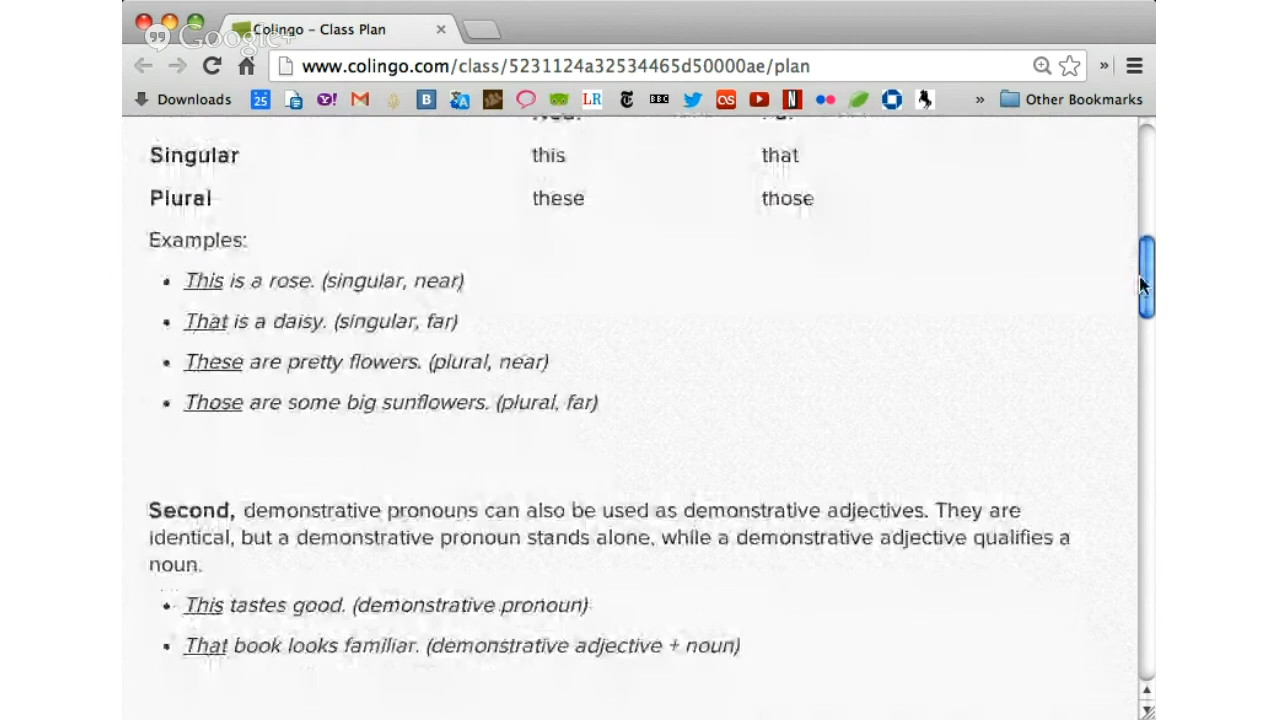 Google+
Colingo – Class Plan
www.colingo.com/class/5231124a32534465d50000ae/plan
Downloads
25
LR
BBC
Other Bookmarks
Singular this that
Plural these those
Examples:
• This is a rose. (singular, near)
• That is a daisy. (singular, far)
• These are pretty flowers. (plural, near)
• Those are some big sunflowers. (plural, far)
Second, demonstrative pronouns can also be used as demonstrative adjectives. They are
identical, but a demonstrative pronoun stands alone, while a demonstrative adjective qualifies a
noun.
• This tastes good. (demonstrative pronoun)
• That book looks familiar. (demonstrative adjective + noun)